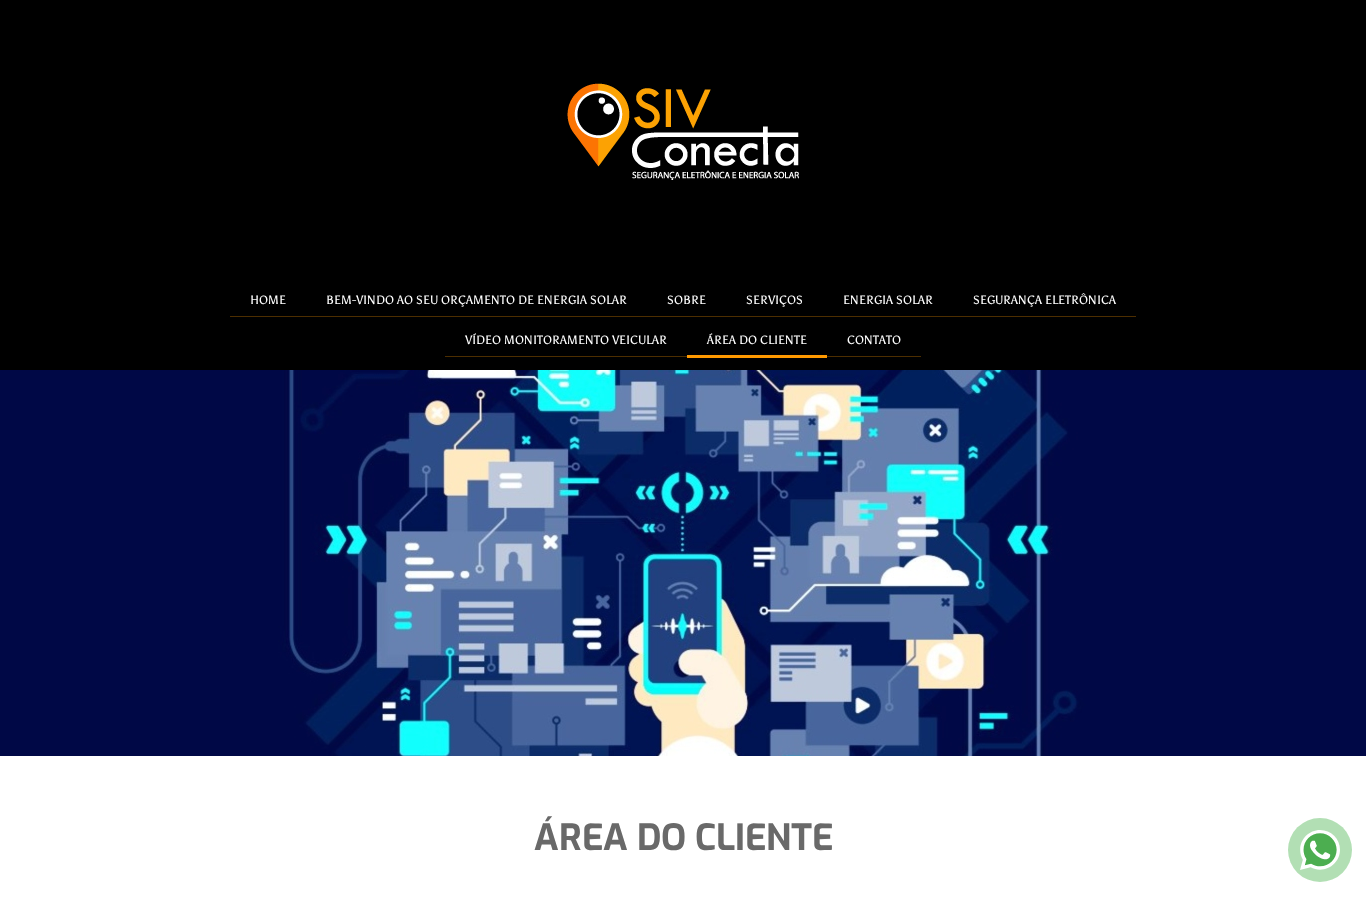 SIV
Conecta
SEGURANÇA ELETRÔNICA E ENERGIA SOLAR
HOME BEM-VINDO AO SEU ORÇAMENTO DE ENERGIA SOLAR SOBRE SERVIÇOS ENERGIA SOLAR SEGURANÇA ELETRÔNICA
VÍDEO MONITORAMENTO VEICULAR ÁREA DO CLIENTE CONTATO
ÁREA DO CLIENTE